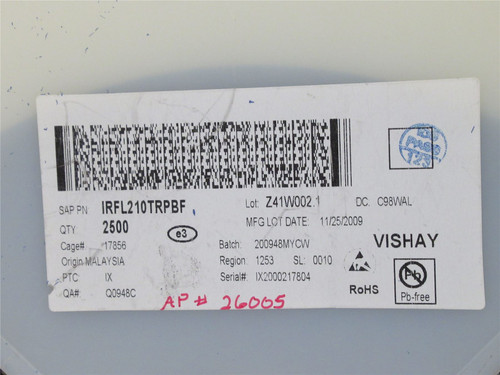 SAP PN IRFL210TRPBF Lot: Z41W002.1 DC. C98WAL
QTY: 2500 e3 MFG LOT DATE: 11/25/2009
Cage# 17856 Batch: 200948MYCW VISHAY
Origin MALAYSIA Region: 1253 SL: 0010
PTC: IX Serial#: IX2000217804 RoHS Pb
QA#: Q0948C Pb-free
AP # 26005
PASS